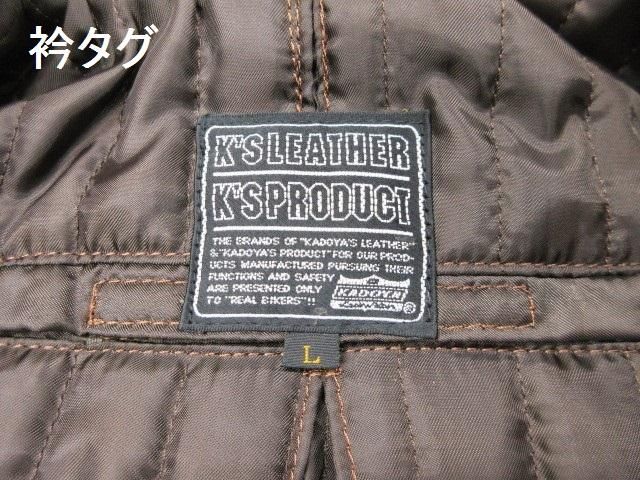 衿タグ
K'SLEATHER
K'SPRODUCT
THE BRANDS OF "KADOYA'S LEATHER"
& "KADOYA'S PRODUCT" FOR OUR PROD-
UCTS MANUFACTURED PURSUING THEIR
FUNCTIONS AND SAFETY
ARE PRESENTED ONLY
TO "REAL BIKERS"!!
KADOYA
®
L